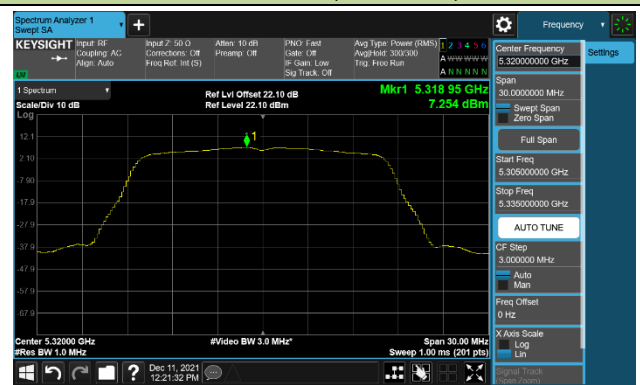 Spectrum Analyzer 1
Swept SA
Frequency
KEYSIGHT
Input: RF
Coupling: AC
Align: Auto
Input Z: 50 Ω
Corrections: Off
Freq Ref: Int (S)
Atten: 10 dB
Preamp: Off
PNO: Fast
Gate: Off
IF Gain: Low
Sig Track: Off
Avg Type: Power (RMS)
Avg|Hold: 300/300
Trig: Free Run
1 2 3 4 5 6
A W W W W W
A N N N N N
LXI
1 Spectrum
Scale/Div 10 dB
Log
Ref Lvl Offset 22.10 dB
Ref Level 22.10 dBm
Mkr1 5.318 95 GHz
7.254 dBm
1
12.1
2.10
-7.90
-17.9
-27.9
-37.9
-47.9
-57.9
-67.9
Center 5.32000 GHz
#Res BW 1.0 MHz
#Video BW 3.0 MHz*
Span 30.00 MHz
Sweep 1.00 ms (201 pts)
Dec 11, 2021
12:21:32 PM
Center Frequency
5.320000000 GHz
Settings
Span
30.0000000 MHz
Swept Span
Zero Span
Full Span
Start Freq
5.305000000 GHz
Stop Freq
5.335000000 GHz
AUTO TUNE
CF Step
3.000000 MHz
Auto
Man
Freq Offset
0 Hz
X Axis Scale
Log
Lin
Signal Track
(Span Zoom)